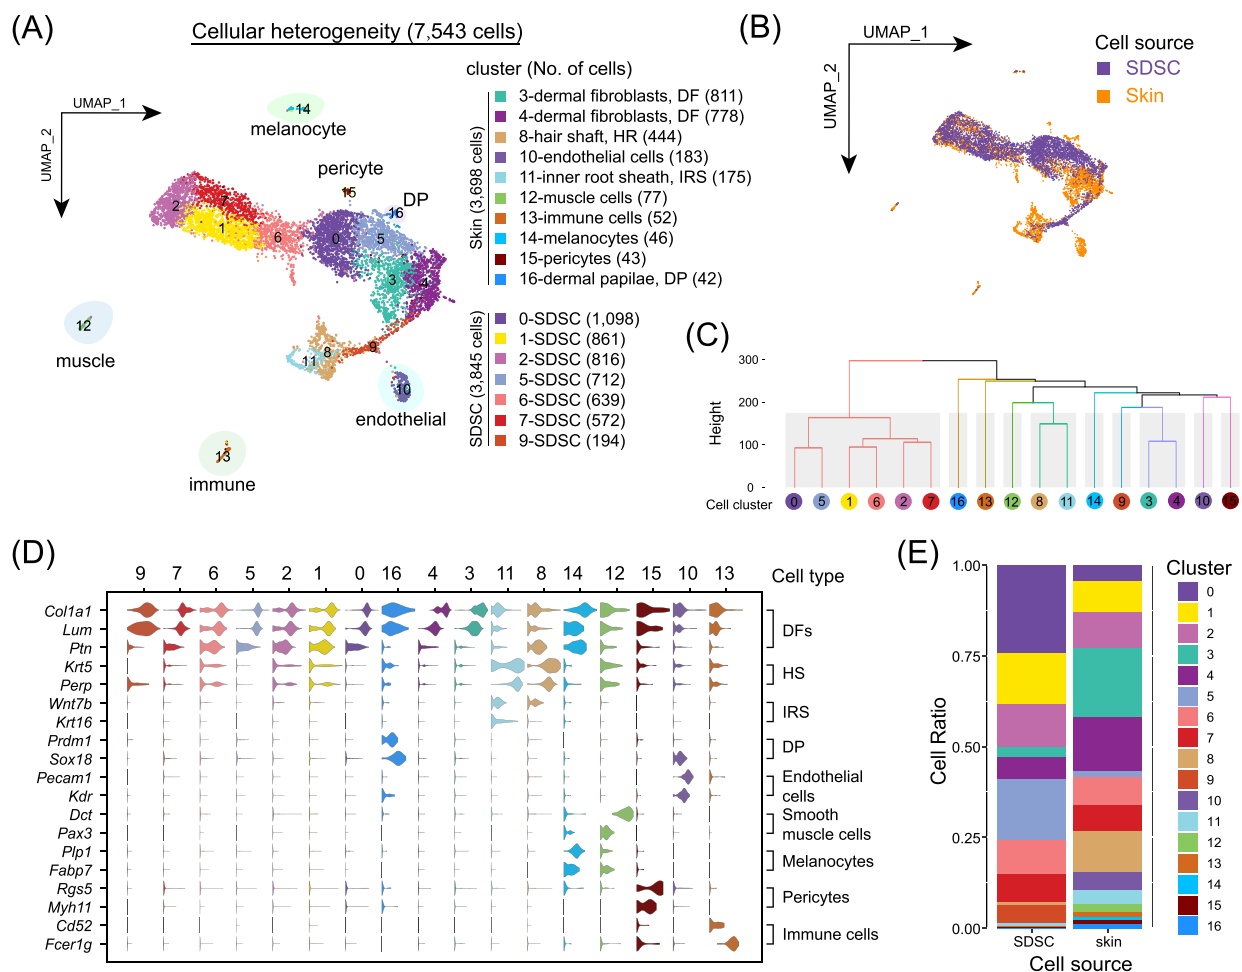 (A)
Cellular heterogeneity (7,543 cells)
UMAP_1
UMAP_2
14
melanocyte
pericyte
15
DP
16
2
7
1
6
0
5
3
4
12
muscle
11
8
9
10
endothelial
13
immune
cluster (No. of cells)
Skin (3,698 cells)
3-dermal fibroblasts, DF (811)
4-dermal fibroblasts, DF (778)
8-hair shaft, HR (444)
10-endothelial cells (183)
11-inner root sheath, IRS (175)
12-muscle cells (77)
13-immune cells (52)
14-melanocytes (46)
15-pericytes (43)
16-dermal papilae, DP (42)
SDSC (3,845 cells)
0-SDSC (1,098)
1-SDSC (861)
2-SDSC (816)
5-SDSC (712)
6-SDSC (639)
7-SDSC (572)
9-SDSC (194)
(B)
UMAP_1
UMAP_2
Cell source
SDSC
Skin
(C)
Height
300
200
100
0
Cell cluster
0 5 1 6 2 7 16 13 12 8 11 14 9 3 4 10 15
(D)
9 7 6 5 2 1 0 16 4 3 11 8 14 12 15 10 13
Cell type
Col1a1
Lum
Ptn
Krt5
Perp
Wnt7b
Krt16
Prdm1
Sox18
Pecam1
Kdr
Dct
Pax3
Plp1
Fabp7
Rgs5
Myh11
Cd52
Fcer1g
DFs
HS
IRS
DP
Endothelial
cells
Smooth
muscle cells
Melanocytes
Pericytes
Immune cells
(E)
Cell Ratio
1.00
0.75
0.50
0.25
0.00
SDSC
skin
Cell source
Cluster
0
1
2
3
4
5
6
7
8
9
10
11
12
13
14
15
16